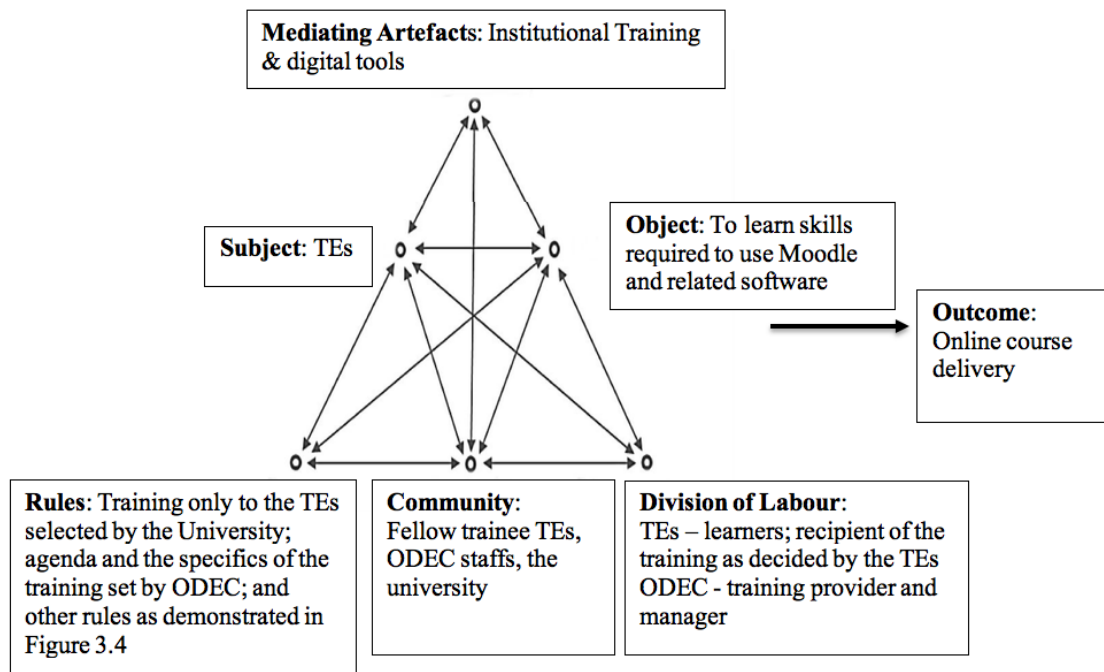 Mediating Artefacts: Institutional Training
& digital tools
Subject: TEs
Object: To learn skills
required to use Moodle
and related software
Outcome:
Online course
delivery
Rules: Training only to the TEs
selected by the University;
agenda and the specifics of the
training set by ODEC; and
other rules as demonstrated in
Figure 3.4
Community:
Fellow trainee TEs,
ODEC staffs, the
university
Division of Labour:
TEs – learners; recipient of the
training as decided by the TEs
ODEC - training provider and
manager